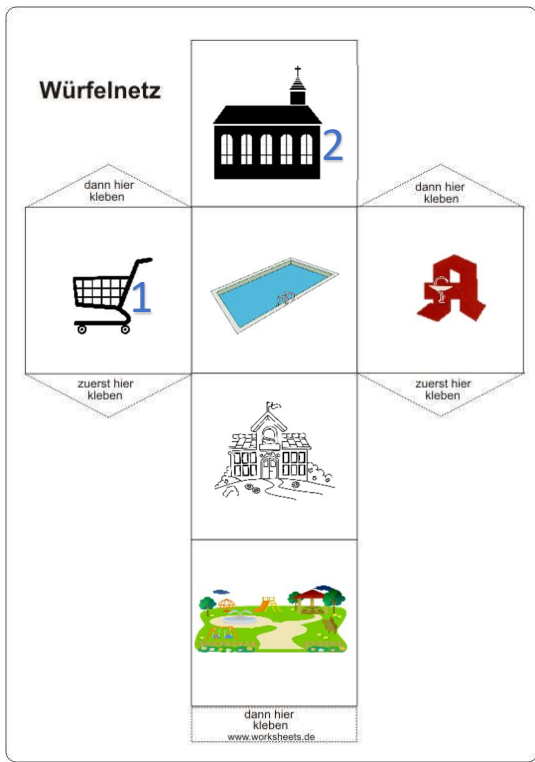 Würfelnetz
2
dann hier
kleben
dann hier
kleben
1
zuerst hier
kleben
zuerst hier
kleben
dann hier
kleben
www.worksheets.de